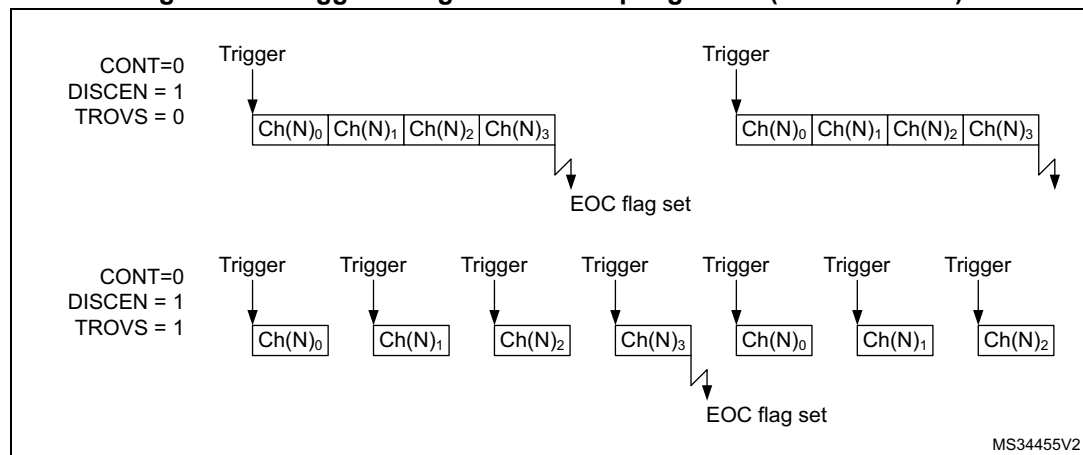 Trigger Trigger
CONT=0
DISCEN = 1
TROVS = 0
Ch(N)₀ Ch(N)₁ Ch(N)₂ Ch(N)₃ Ch(N)₀ Ch(N)₁ Ch(N)₂ Ch(N)₃
EOC flag set
Trigger Trigger Trigger Trigger Trigger Trigger Trigger
CONT=0
DISCEN = 1
TROVS = 1
Ch(N)₀ Ch(N)₁ Ch(N)₂ Ch(N)₃ Ch(N)₀ Ch(N)₁ Ch(N)₂
EOC flag set
MS34455V2